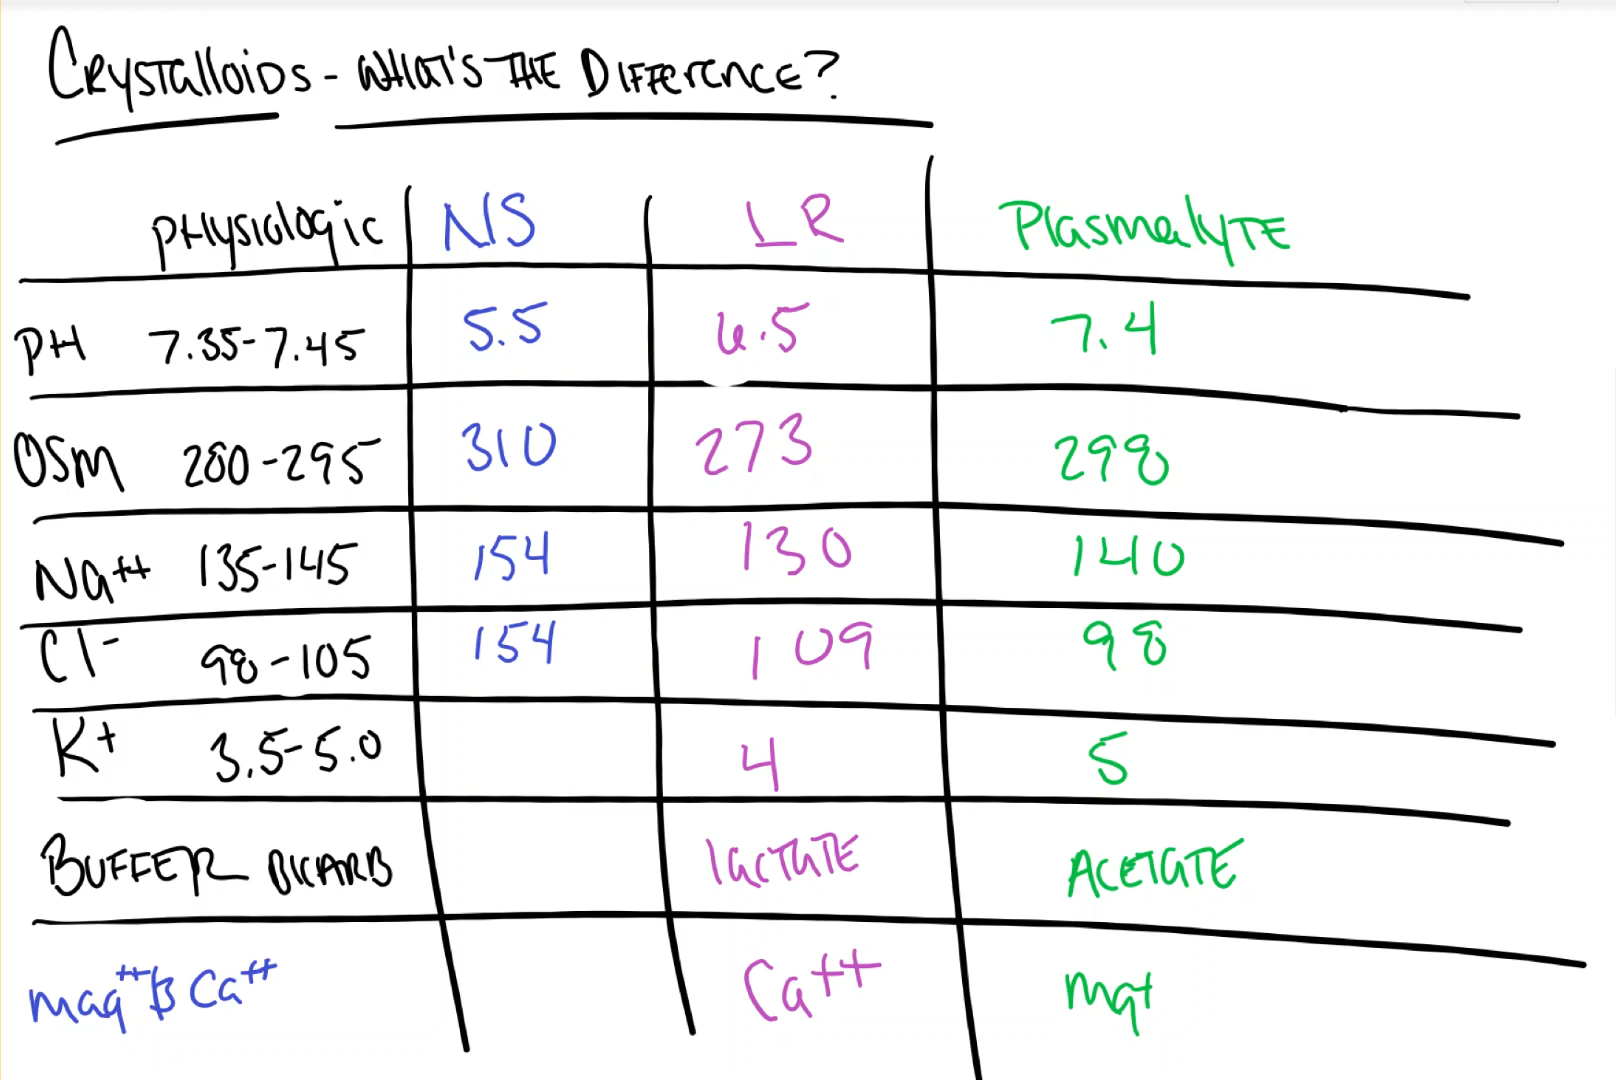 Crystalloids - What's the Difference?
Physiologic NS LR Plasmalyte
PH 7.35-7.45 5.5 6.5 7.4
OSM 280-295 310 273 298
Na++ 135-145 154 130 140
Cl- 98-105 154 109 98
K+ 3.5-5.0 4 5
Buffer Bicarb lactate Acetate
mag++ & Ca++ Ca++ mg+